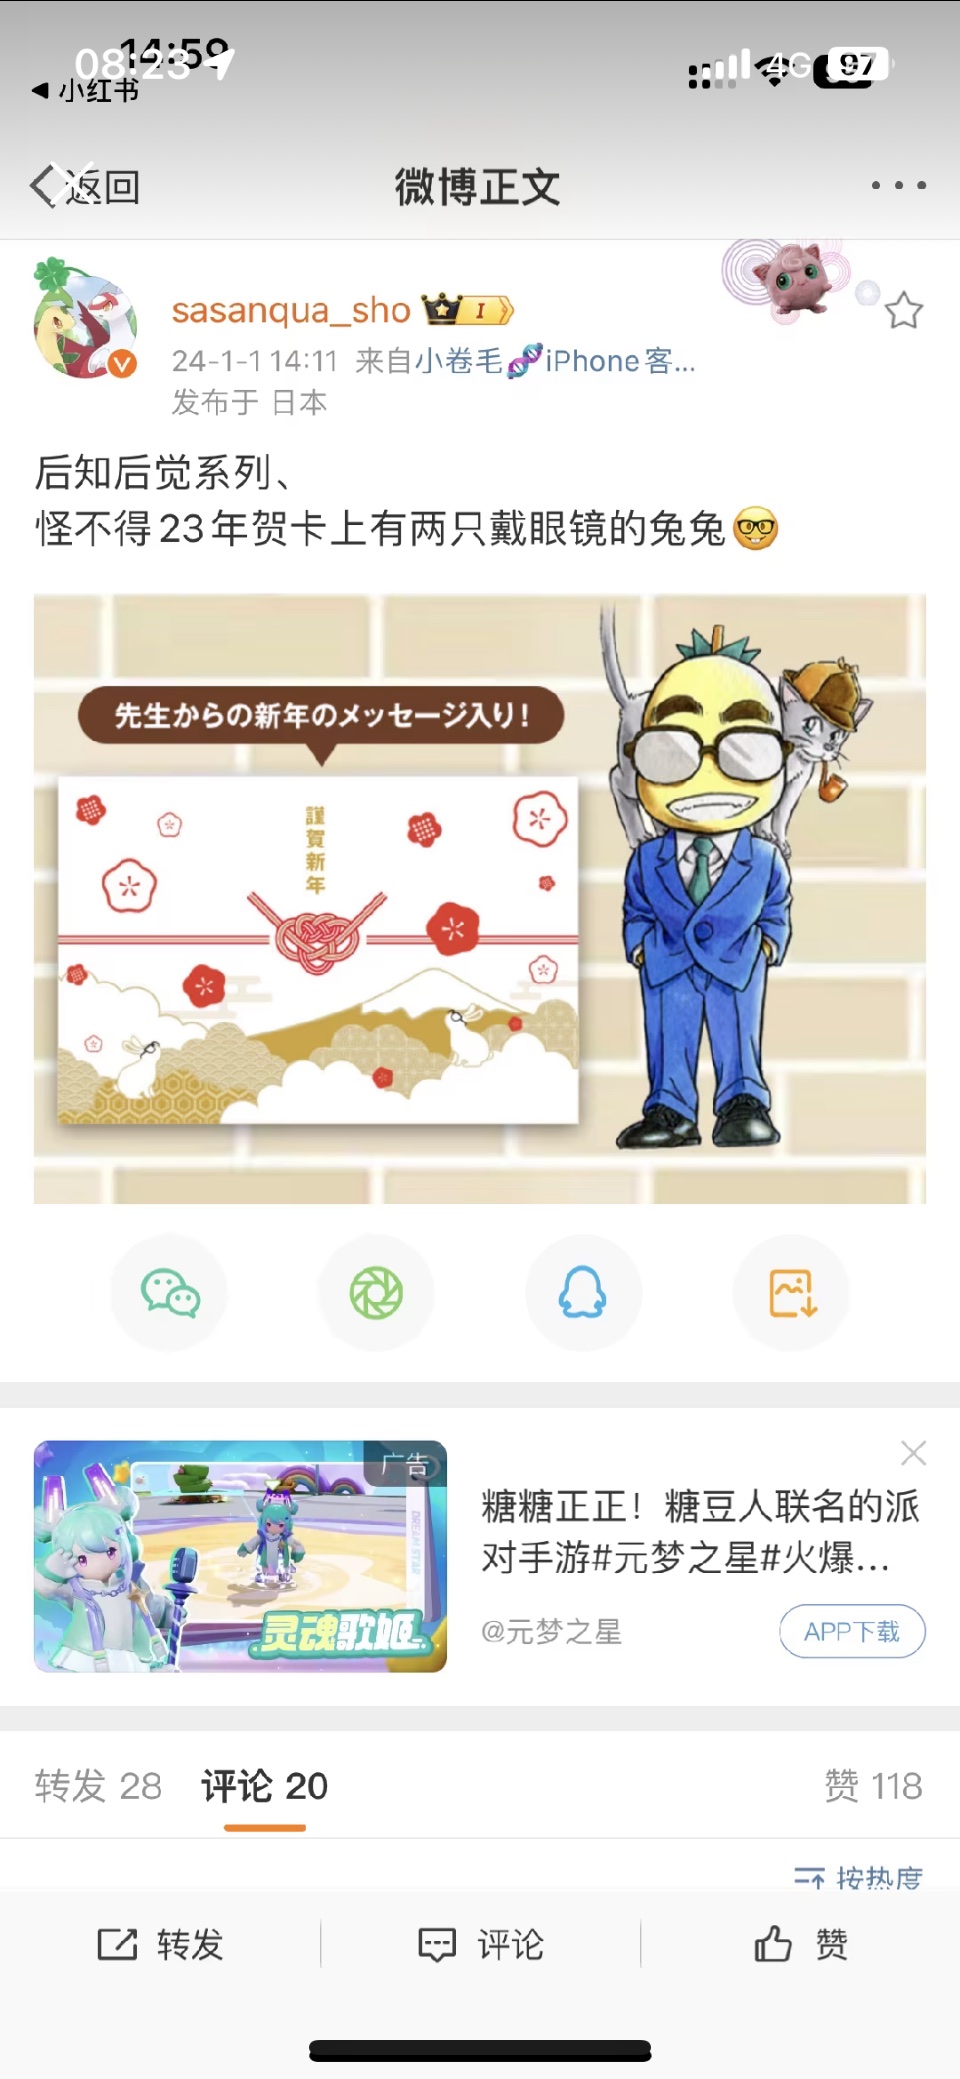 14:59
08:23
4G
97
小红书
返回
微博正文
sasanqua_sho
I
24-1-1 14:11 来自小卷毛🧬iPhone客...
发布于 日本
后知后觉系列、
怪不得23年贺卡上有两只戴眼镜的兔兔🤓
先生からの新年のメッセージ入り!
謹賀新年
广告
DREAM STAR
灵魂歌姬
糖糖正正！糖豆人联名的派
对手游#元梦之星#火爆...
@元梦之星
APP下载
转发 28 评论 20 赞 118
按热度
转发 评论 赞